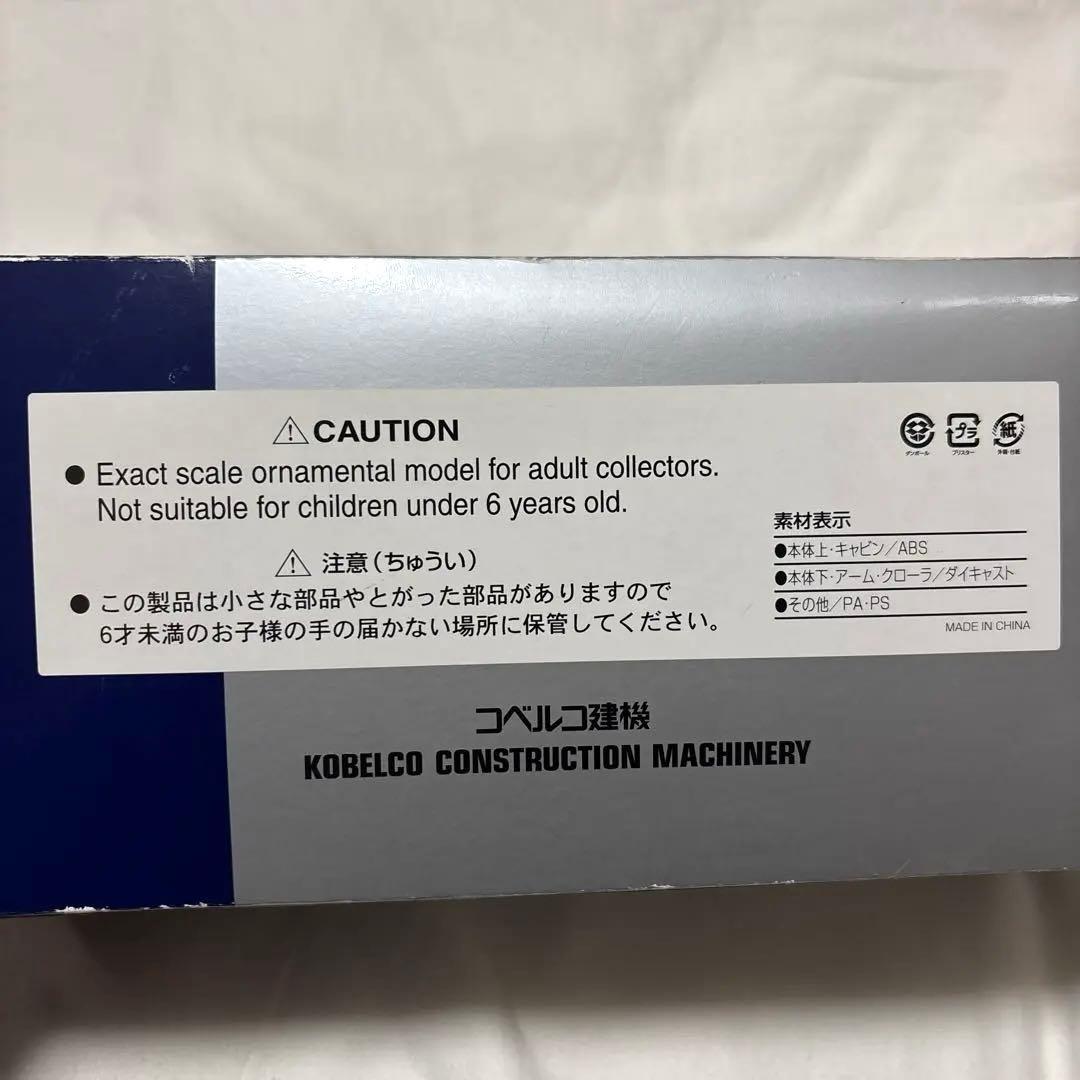 ⚠CAUTION
● Exact scale ornamental model for adult collectors.
Not suitable for children under 6 years old.
⚠ 注意(ちゅうい)
● この製品は小さな部品やとがった部品がありますので
6才未満のお子様の手の届かない場所に保管してください。
プラ 紙
ダンボール ブリスター 外箱・台紙
素材表示
●本体上・キャビン/ABS
●本体下・アーム・クローラ/ダイキャスト
●その他/PA・PS
MADE IN CHINA
コベルコ建機
KOBELCO CONSTRUCTION MACHINERY